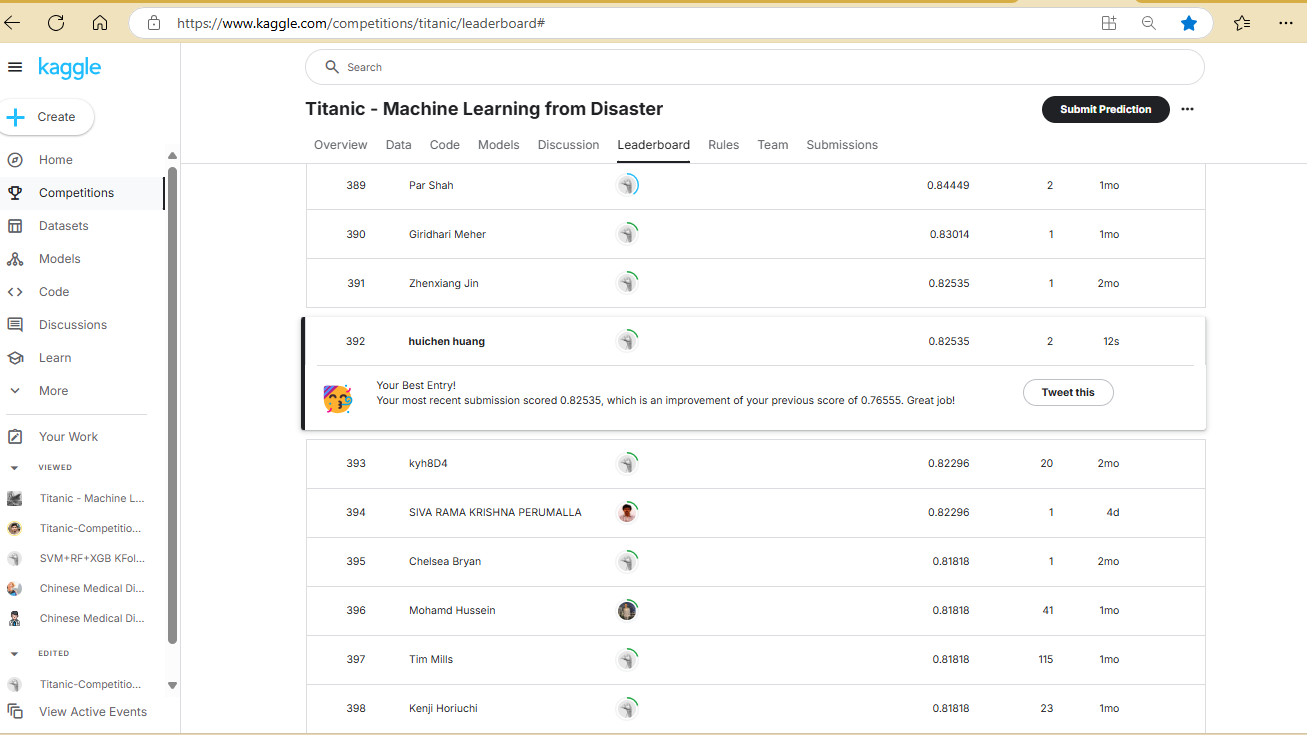 https://www.kaggle.com/competitions/titanic/leaderboard#
kaggle
Search
Create
Titanic - Machine Learning from Disaster
Submit Prediction
Overview Data Code Models Discussion Leaderboard Rules Team Submissions
Home
Competitions
Datasets
Models
Code
Discussions
Learn
More
Your Work
VIEWED
Titanic - Machine L...
Titanic-Competitio...
SVM+RF+XGB KFol...
Chinese Medical Di...
Chinese Medical Di...
EDITED
Titanic-Competitio...
View Active Events
389 Par Shah 0.84449 2 1mo
390 Giridhari Meher 0.83014 1 1mo
391 Zhenxiang Jin 0.82535 1 2mo
392 huichen huang 0.82535 2 12s
Your Best Entry!
Your most recent submission scored 0.82535, which is an improvement of your previous score of 0.76555. Great job!
Tweet this
393 kyh8D4 0.82296 20 2mo
394 SIVA RAMA KRISHNA PERUMALLA 0.82296 1 4d
395 Chelsea Bryan 0.81818 1 2mo
396 Mohamd Hussein 0.81818 41 1mo
397 Tim Mills 0.81818 115 1mo
398 Kenji Horiuchi 0.81818 23 1mo